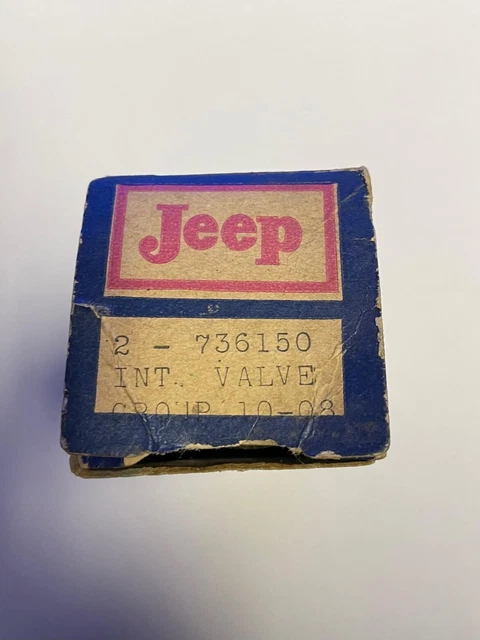 Jeep
2 - 736150
INT. VALVE
GROUP 10-08